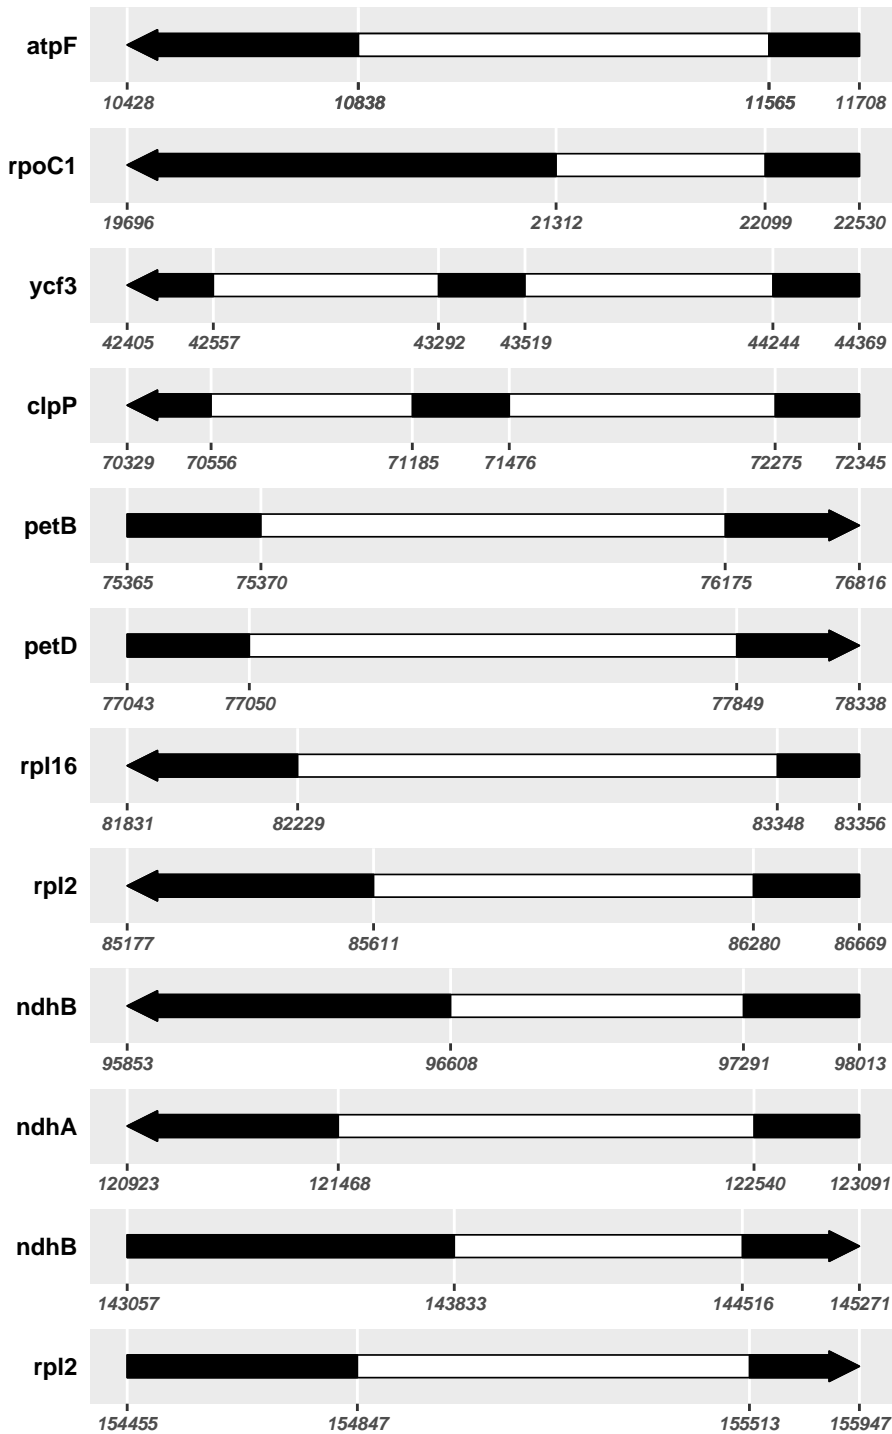 atpF
10428 10838 11565 11708
rpoC1
19696 21312 22099 22530
ycf3
42405 42557 43292 43519 44244 44369
clpP
70329 70556 71185 71476 72275 72345
petB
75365 75370 76175 76816
petD
77043 77050 77849 78338
rpl16
81831 82229 83348 83356
rpl2
85177 85611 86280 86669
ndhB
95853 96608 97291 98013
ndhA
120923 121468 122540 123091
ndhB
143057 143833 144516 145271
rpl2
154455 154847 155513 155947